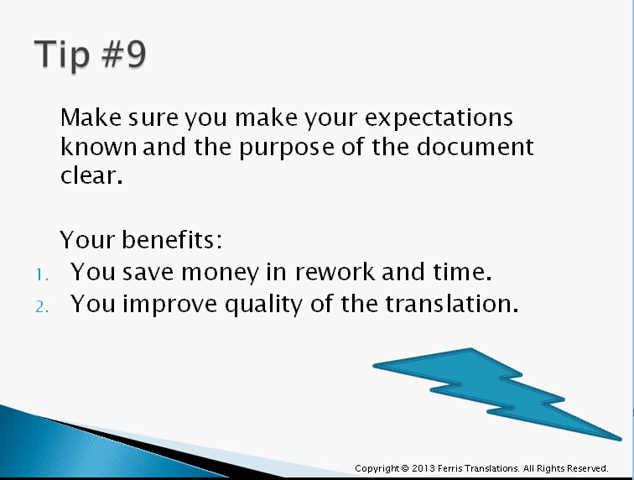 Tip #9
Make sure you make your expectations
known and the purpose of the document
clear.
Your benefits:
1. You save money in rework and time.
2. You improve quality of the translation.
Copyright © 2013 Ferris Translations. All Rights Reserved.